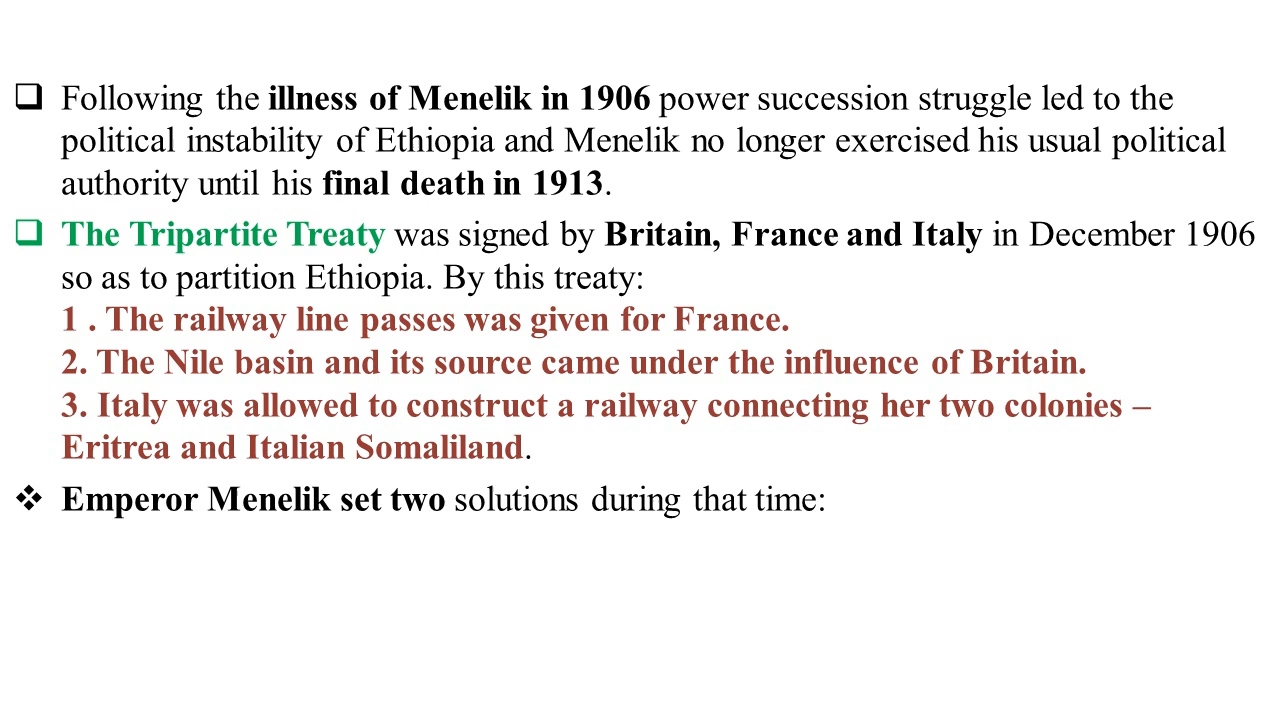 ❑ Following the illness of Menelik in 1906 power succession struggle led to the
political instability of Ethiopia and Menelik no longer exercised his usual political
authority until his final death in 1913.
❑ The Tripartite Treaty was signed by Britain, France and Italy in December 1906
so as to partition Ethiopia. By this treaty:
1 . The railway line passes was given for France.
2. The Nile basin and its source came under the influence of Britain.
3. Italy was allowed to construct a railway connecting her two colonies –
Eritrea and Italian Somaliland.
❖ Emperor Menelik set two solutions during that time: